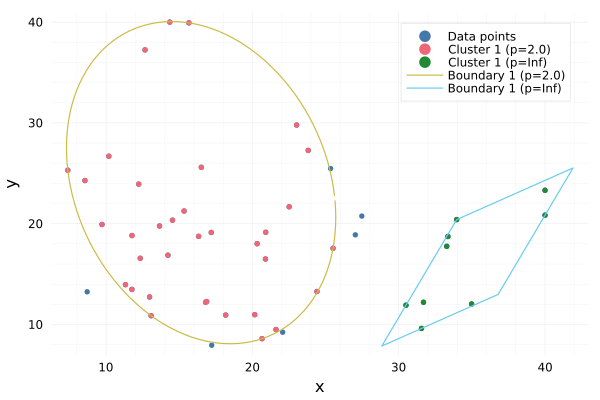 40
30
20
10
y
10
20
30
40
x
Data points
Cluster 1 (p=2.0)
Cluster 1 (p=Inf)
Boundary 1 (p=2.0)
Boundary 1 (p=Inf)